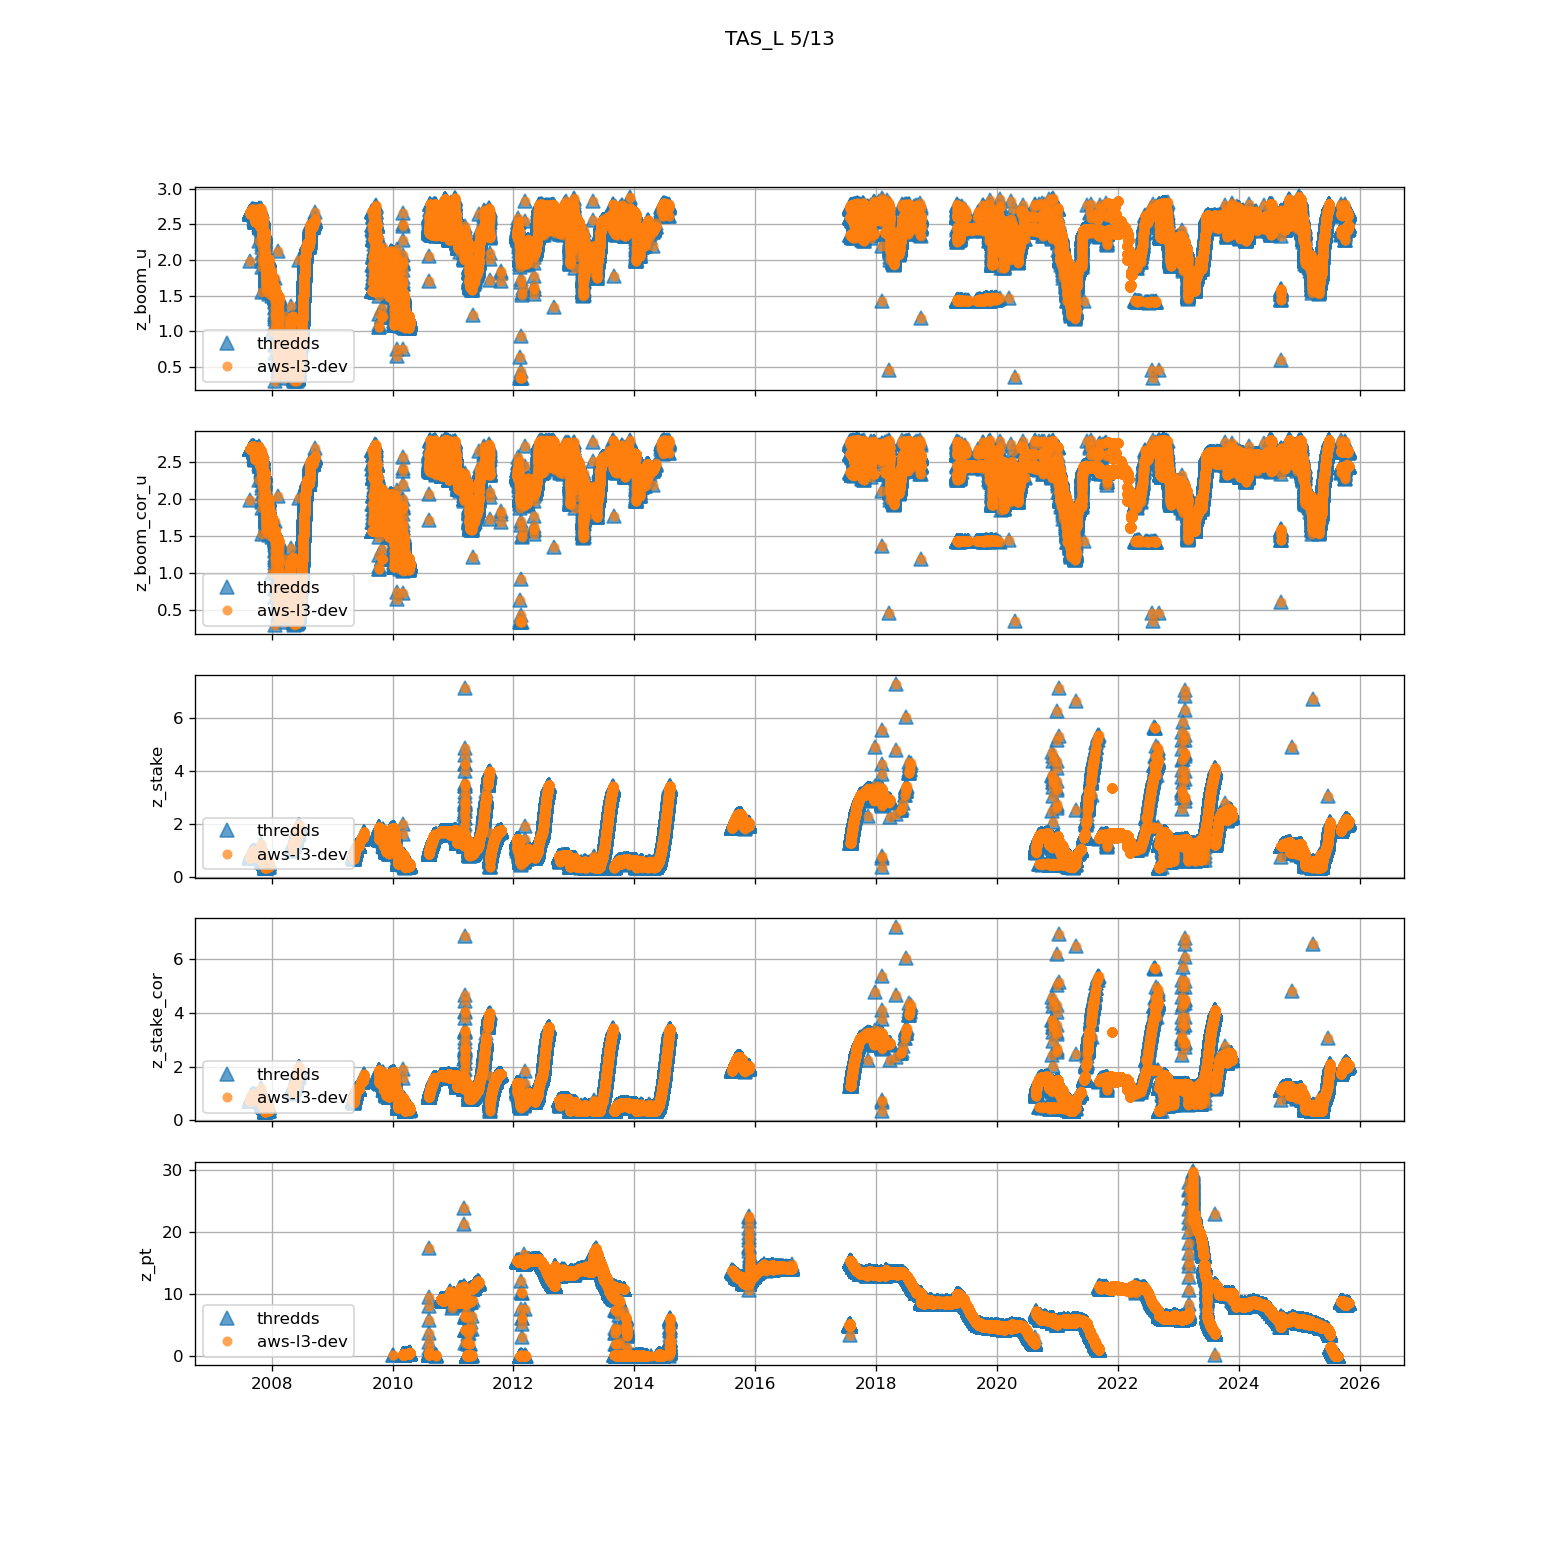 TAS_L 5/13
3.0
2.5
2.0
1.5
1.0
0.5
z_boom_u
thredds
aws-l3-dev
2.5
2.0
1.5
1.0
0.5
z_boom_cor_u
thredds
aws-l3-dev
6
4
2
0
z_stake
thredds
aws-l3-dev
6
4
2
0
z_stake_cor
thredds
aws-l3-dev
30
20
10
0
z_pt
thredds
aws-l3-dev
2008 2010 2012 2014 2016 2018 2020 2022 2024 2026